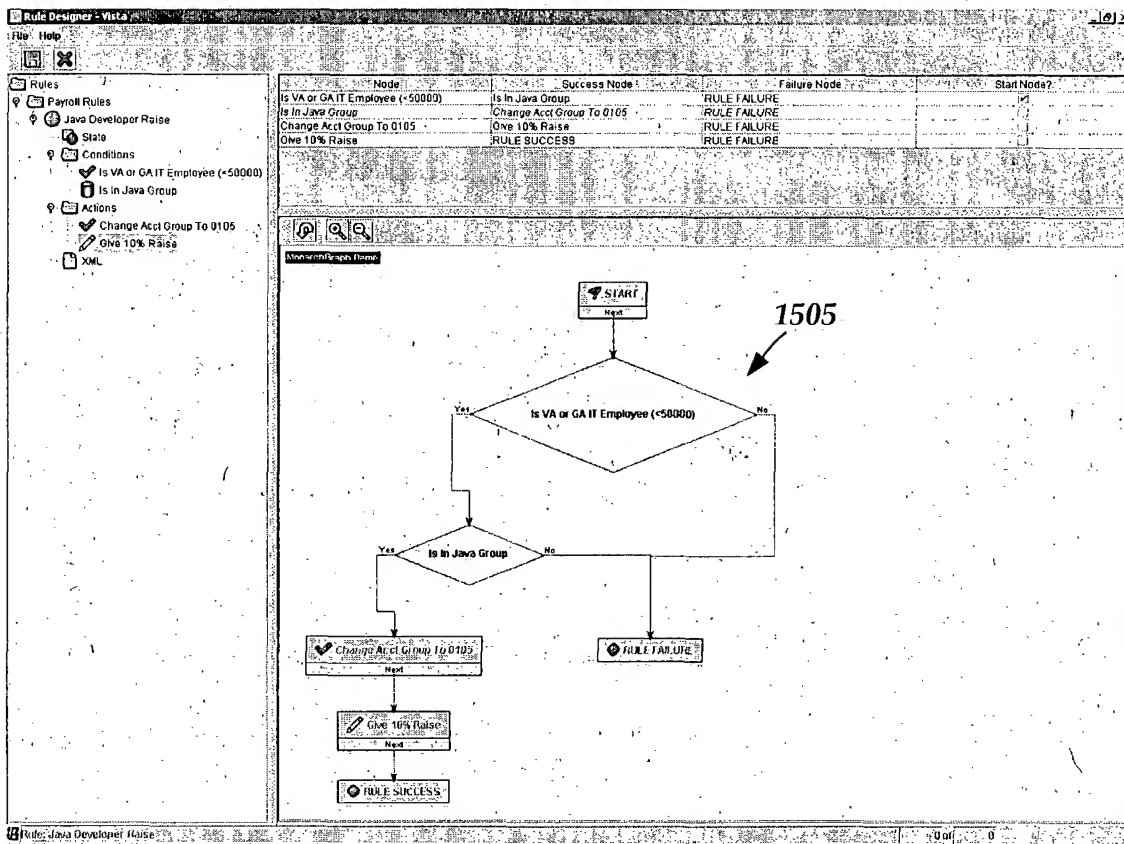 Rule Designer - Vista
File Help
Rules
Payroll Rules
Java Developer Raise
State
Conditions
Is VA or GA IT Employee (<50000)
Is In Java Group
Actions
Change Acct Group To 0105
Give 10% Raise
XML
Node Success Node Failure Node Start Node?
Is VA or GA IT Employee (<50000) Is In Java Group RULE FAILURE
Is In Java Group Change Acct Group To 0105 RULE FAILURE
Change Acct Group To 0105 Give 10% Raise RULE FAILURE
Give 10% Raise RULE SUCCESS RULE FAILURE
MonarchGraph Demo
START
Next
1505
Yes Is VA or GA IT Employee (<50000) No
Yes Is In Java Group No
Change Acct Group To 0105
Next
RULE FAILURE
Give 10% Raise
Next
RULE SUCCESS
Rule: Java Developer Raise
0 of 0